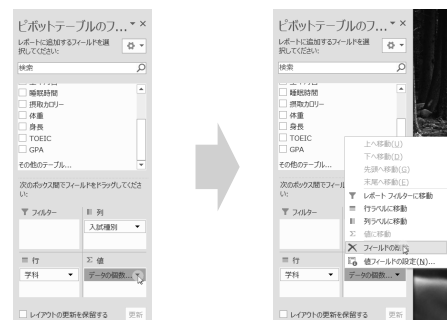 ピボットテーブルのフ...
レポートに追加するフィールドを選
択してください:
検索
睡眠時間
摂取カロリー
体重
身長
TOEIC
GPA
その他のテーブル...
次のボックス間でフィールドをドラッグしてくださ
い:
フィルター
列
入試種別
行
Σ 値
学科
データの個数...
レイアウトの更新を保留する
更新
ピボットテーブルのフ...
レポートに追加するフィールドを選
択してください:
検索
睡眠時間
摂取カロリー
体重
身長
TOEIC
GPA
その他のテーブル...
次のボックス間でフィール
い:
フィルター
行
学科
データの個数...
レイアウトの更新を保留する
更新
上へ移動(U)
下へ移動(D)
先頭へ移動(G)
末尾へ移動(E)
レポート フィルターに移動
行ラベルに移動
列ラベルに移動
Σ 値に移動
フィールドの削除
値フィールドの設定(N)...